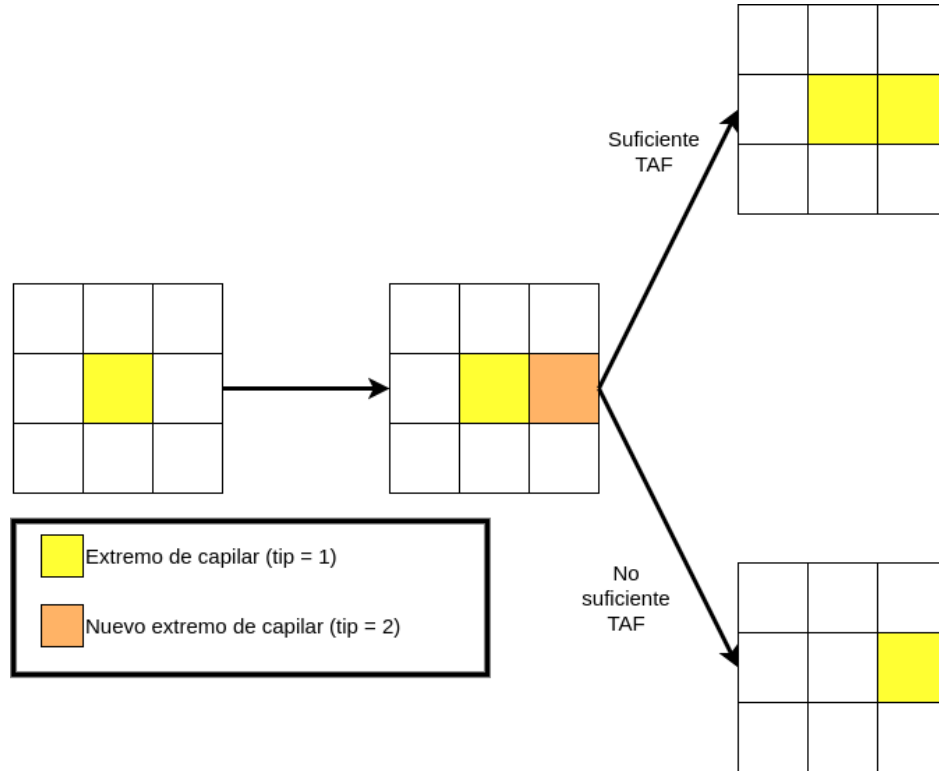 Suficiente
TAF
No
suficiente
TAF
Extremo de capilar (tip = 1)
Nuevo extremo de capilar (tip = 2)